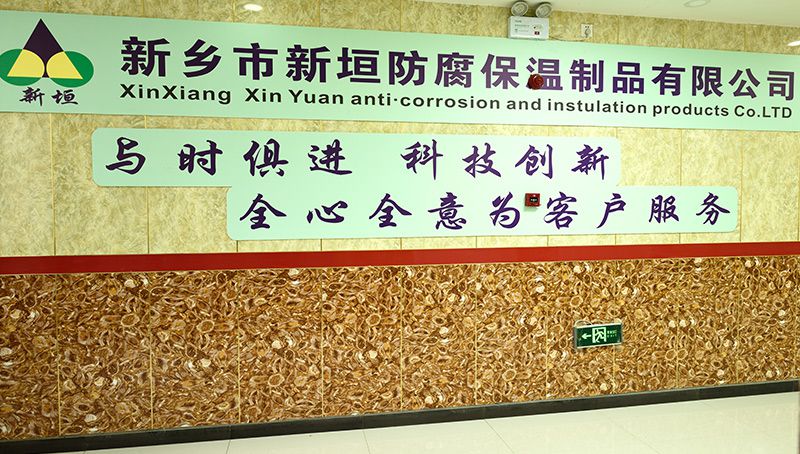 新乡市新垣防腐保温制品有限公司
新垣
XinXiang Xin Yuan anti-corrosion and instulation products Co.LTD
与时俱进 科技创新
全心全意为客户服务
EXIT